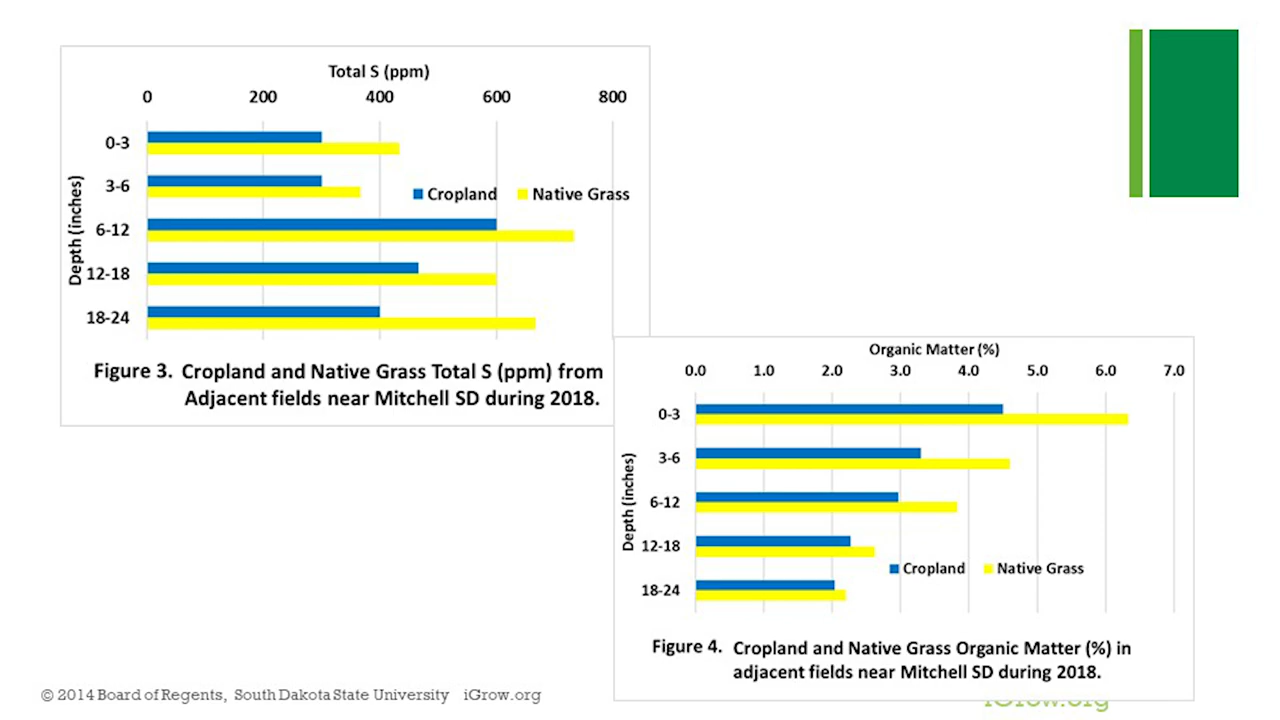 Total S (ppm)
0 200 400 600 800
Depth (inches)
0-3
3-6
6-12
12-18
18-24
Cropland Native Grass
Figure 3. Cropland and Native Grass Total S (ppm) from
Adjacent fields near Mitchell SD during 2018.
Organic Matter (%)
0.0 1.0 2.0 3.0 4.0 5.0 6.0 7.0
Depth (inches)
0-3
3-6
6-12
12-18
18-24
Cropland Native Grass
Figure 4. Cropland and Native Grass Organic Matter (%) in
adjacent fields near Mitchell SD during 2018.
© 2014 Board of Regents, South Dakota State University iGrow.org
iGrow.org